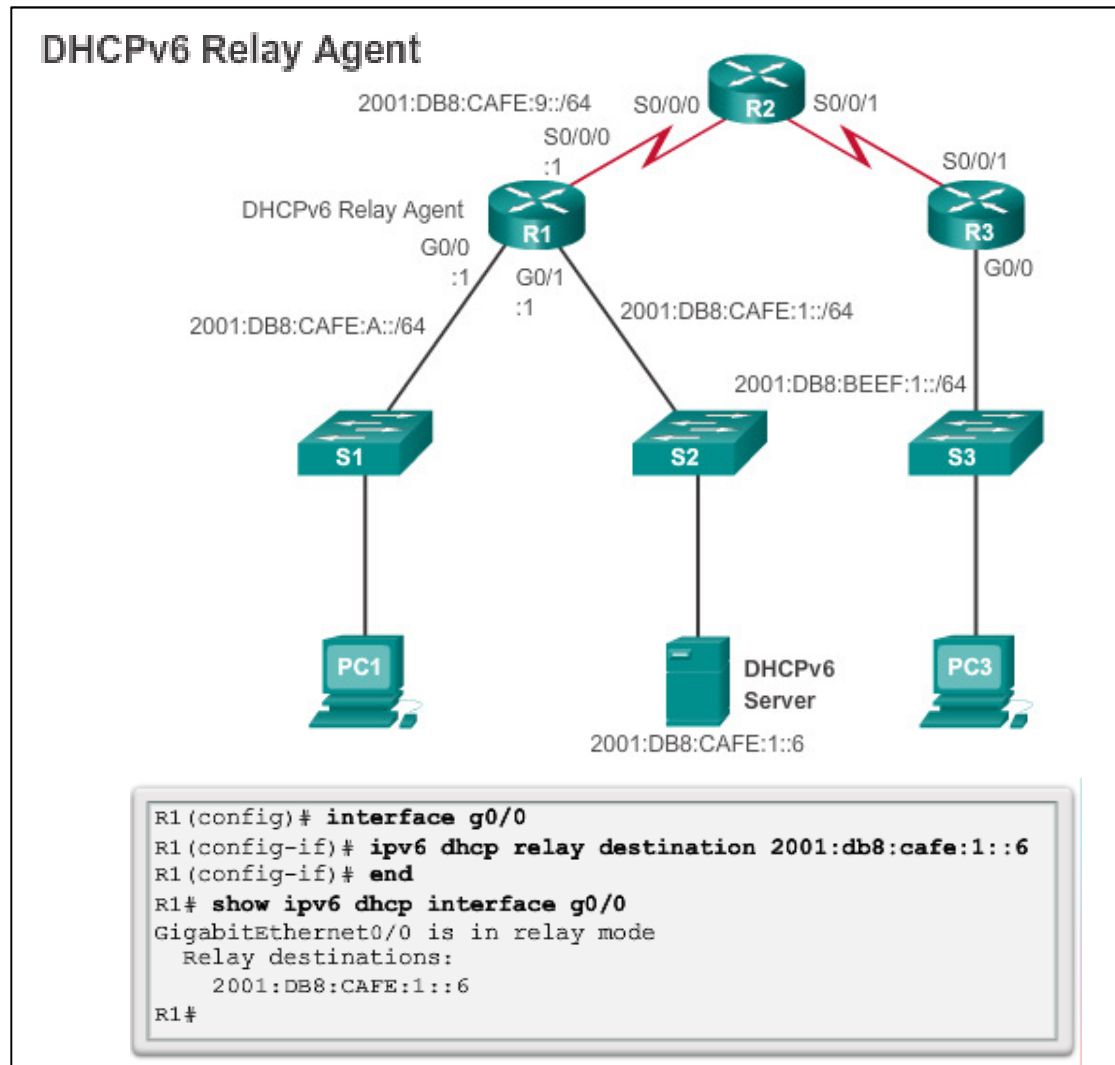 DHCPv6 Relay Agent
2001:DB8:CAFE:9::/64
S0/0/0
R2
S0/0/1
S0/0/0
:1
S0/0/1
DHCPv6 Relay Agent
R1
R3
G0/0
:1
G0/1
:1
G0/0
2001:DB8:CAFE:A::/64
2001:DB8:CAFE:1::/64
2001:DB8:BEEF:1::/64
S1
S2
S3
PC1
DHCPv6
Server
PC3
2001:DB8:CAFE:1::6
R1(config)# interface g0/0
R1(config-if)# ipv6 dhcp relay destination 2001:db8:cafe:1::6
R1(config-if)# end
R1# show ipv6 dhcp interface g0/0
GigabitEthernet0/0 is in relay mode
  Relay destinations:
    2001:DB8:CAFE:1::6
R1#